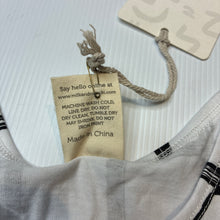 Say hello online at
MACHINE WASH COLD,
LINE DRY. DO NOT
DRY CLEAN. TUMBLE DRY
MAY SHRINK. DO NOT
IRON PRINT
Made in China